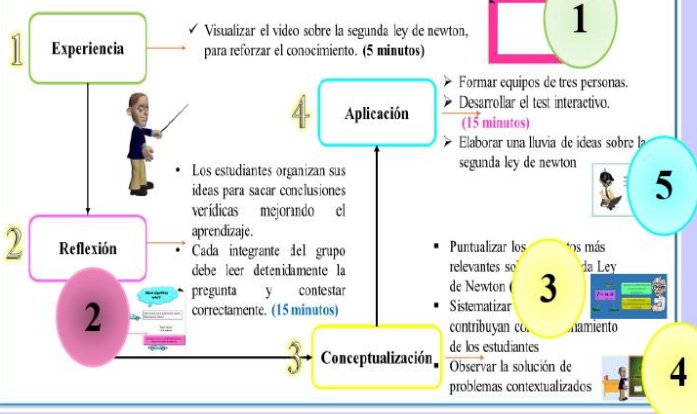 1
Experiencia
✓ Visualizar el video sobre la segunda ley de newton,
para reforzar el conocimiento. (5 minutos)
1
4
Aplicación
➢ Formar equipos de tres personas.
➢ Desarrollar el test interactivo.
(15 minutos)
➢ Elaborar una lluvia de ideas sobre la
segunda ley de newton
5
• Los estudiantes organizan sus
ideas para sacar conclusiones
verídicas mejorando el
aprendizaje.
• Cada integrante del grupo
debe leer detenidamente la
pregunta y contestar
correctamente. (15 minutos)
2
Reflexión
2
3
Conceptualización
▪ Puntualizar los más
relevantes Ley
de Newton
▪ Sistematizar
contribuyan
de los estudiantes
▪ Observar la solución de
problemas contextualizados
3
4